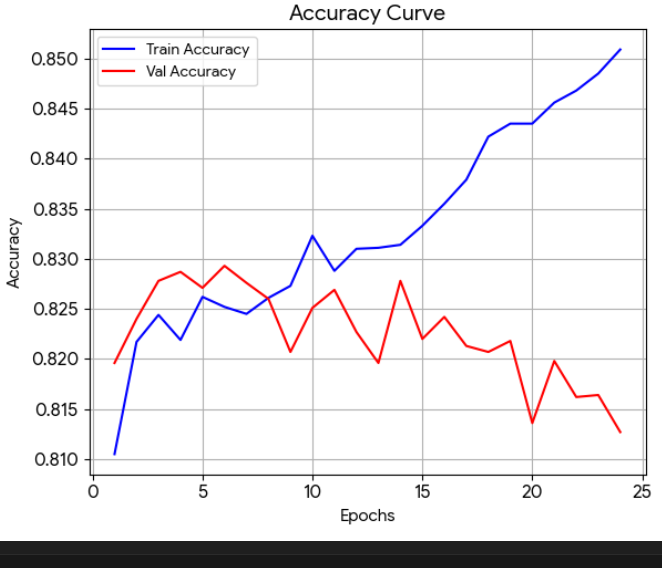 Accuracy Curve
Train Accuracy
Val Accuracy
0.850
0.845
0.840
0.835
0.830
0.825
0.820
0.815
0.810
Accuracy
0 5 10 15 20 25
Epochs